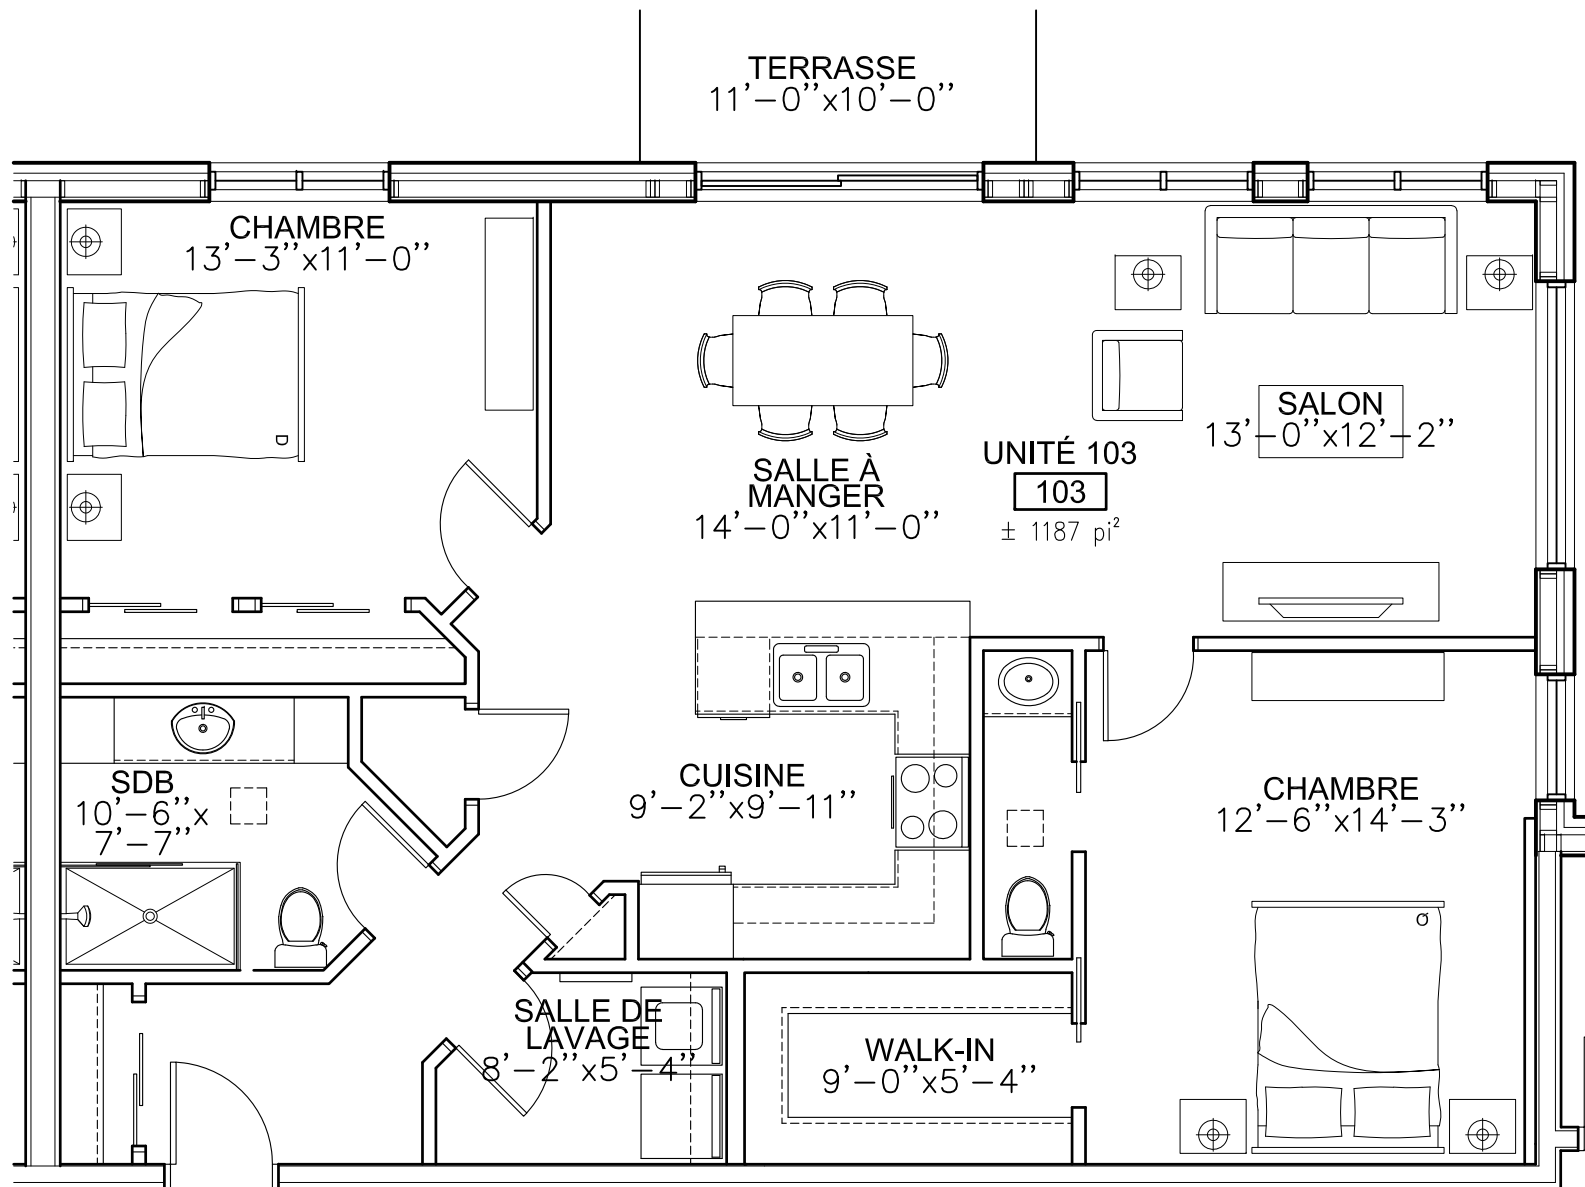 TERRASSE
11'-0''x10'-0''
CHAMBRE
13'-3''x11'-0''
SALON
13'-0''x12'-2''
UNITÉ 103
103
± 1187 pi²
SALLE À
MANGER
14'-0''x11'-0''
CUISINE
9'-2''x9'-11''
SDB
10'-6''x
7'-7''
CHAMBRE
12'-6''x14'-3''
SALLE DE
LAVAGE
8'-2''x5'-4''
WALK-IN
9'-0''x5'-4''